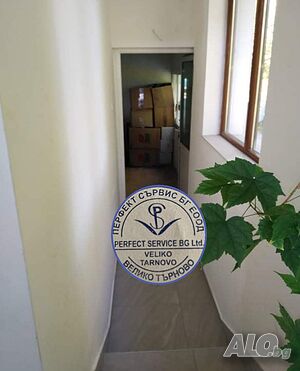 ПЕРФЕКТ СЪРВИС БГ ЕООД
PERFECT SERVICE BG Ltd.
VELIKO
TARNOVO
ВЕЛИКО ТЪРНОВО
ALO.bg